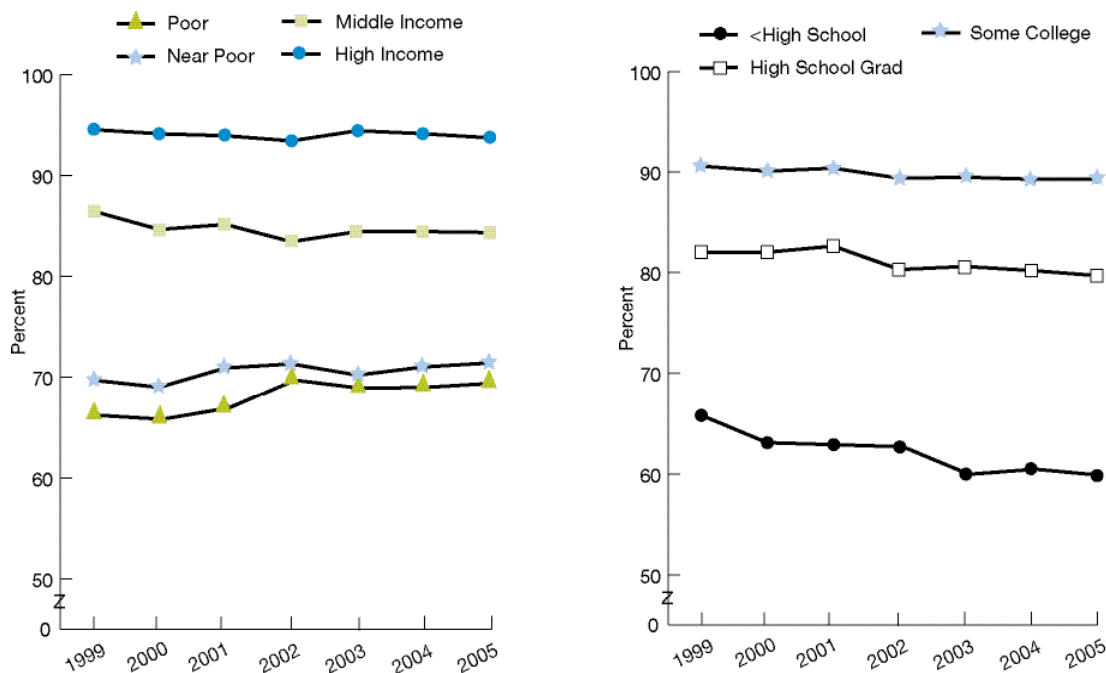 Poor
Middle Income
Near Poor
High Income
100
90
80
70
60
50
Z
0
Percent
1999
2000
2001
2002
2003
2004
2005
<High School
Some College
High School Grad
100
90
80
70
60
50
Z
0
Percent
1999
2000
2001
2002
2003
2004
2005